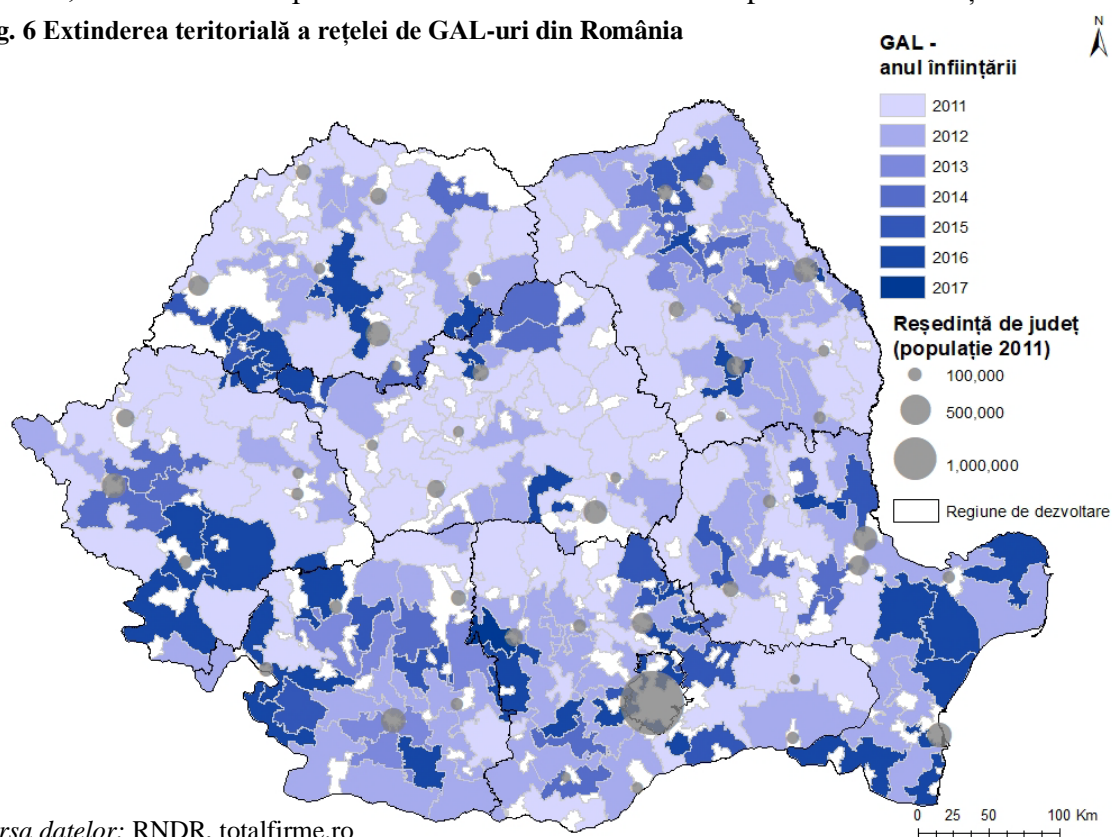 g. 6 Extinderea teritorială a rețelei de GAL-uri din România
N
GAL -
anul înființării
2011
2012
2013
2014
2015
2016
2017
Reședință de județ
(populație 2011)
100,000
500,000
1,000,000
Regiune de dezvoltare
0 25 50 100 Km
rsa datelor: RNDR, totalfirme.ro